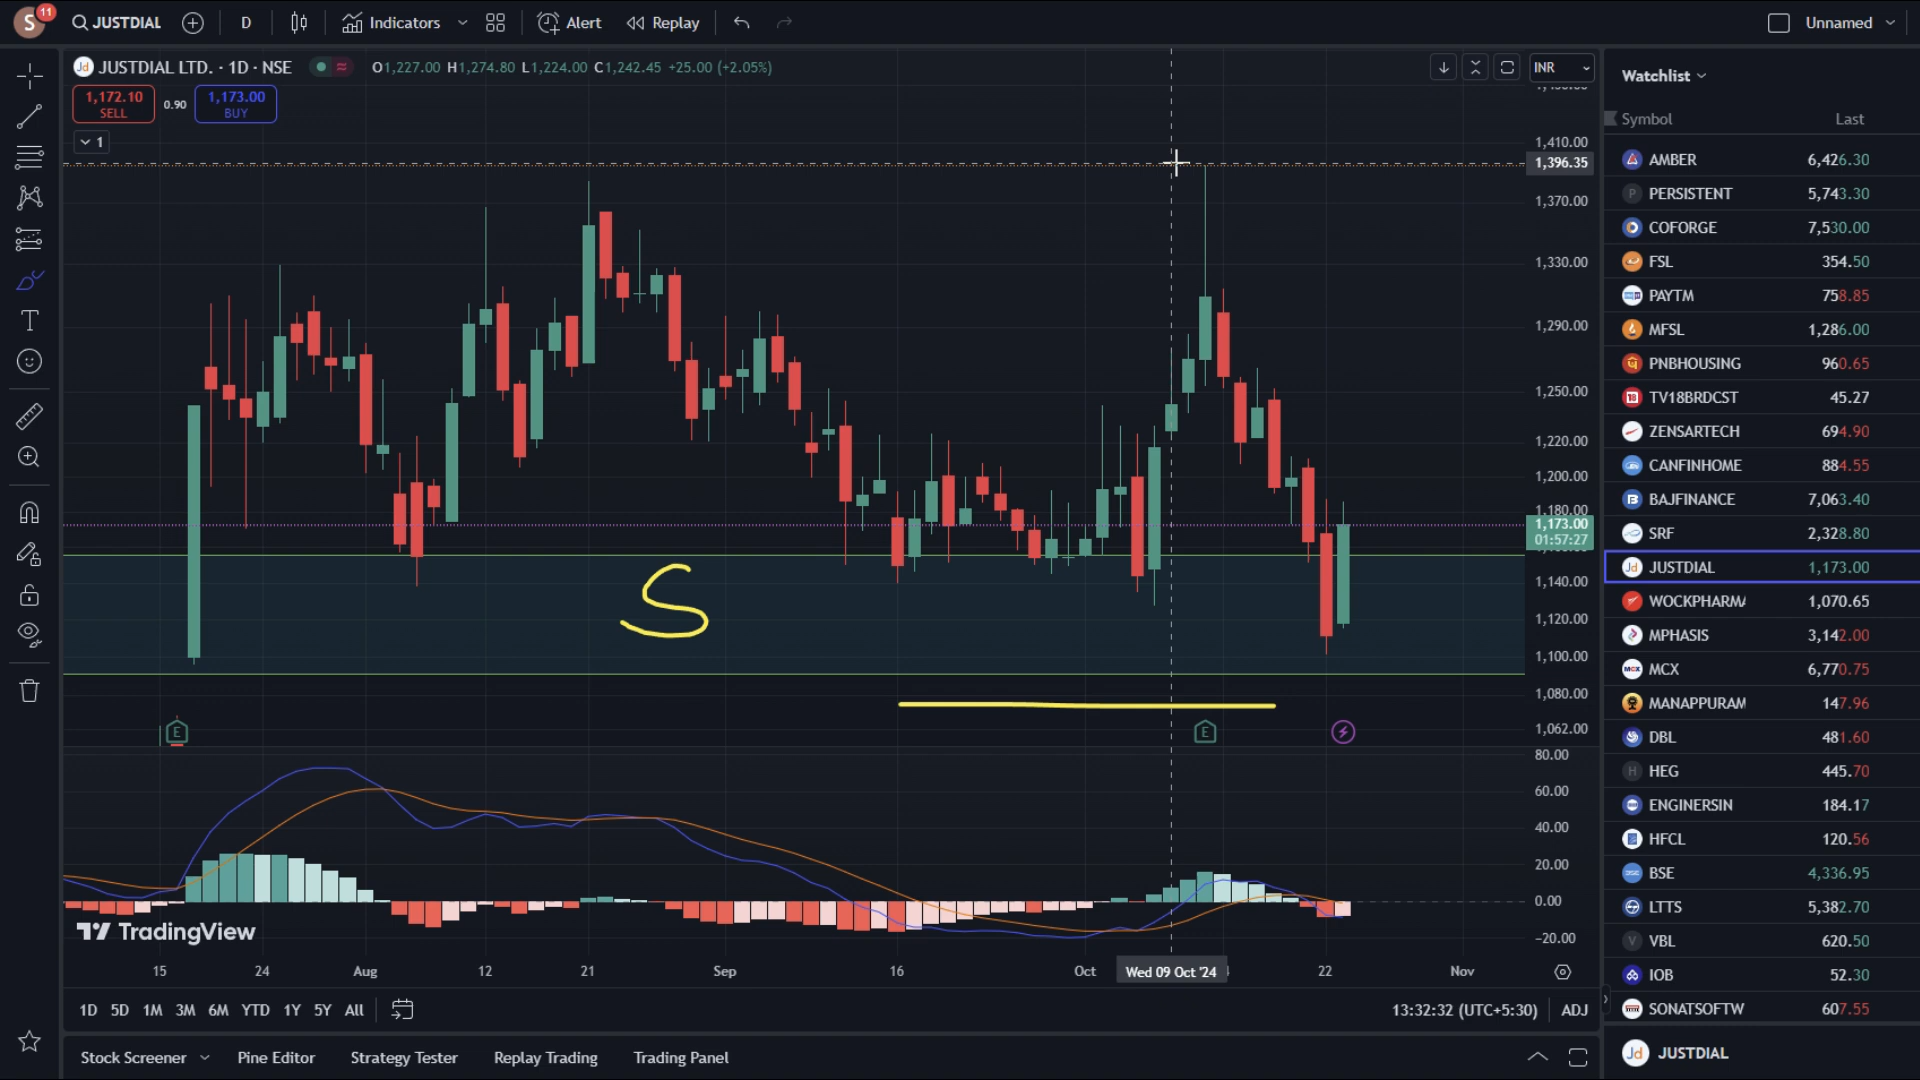 S 11 JUSTDIAL D Indicators Alert Replay Unnamed
Jd JUSTDIAL LTD. · 1D · NSE O1,227.00 H1,274.80 L1,224.00 C1,242.45 +25.00 (+2.05%) INR
1,172.10 SELL 0.90 1,173.00 BUY
1
1,410.00
1,396.35
1,370.00
1,330.00
1,290.00
1,250.00
1,220.00
1,200.00
1,180.00
1,173.00
01:57:27
1,140.00
1,120.00
1,100.00
1,080.00
1,062.00
S
E E
80.00
60.00
40.00
20.00
0.00
−20.00
TradingView
15 24 Aug 12 21 Sep 16 Oct Wed 09 Oct '24 22 Nov
1D 5D 1M 3M 6M YTD 1Y 5Y All 13:32:32 (UTC+5:30) ADJ
Stock Screener Pine Editor Strategy Tester Replay Trading Trading Panel
Watchlist
Symbol Last
AMBER 6,426.30
P PERSISTENT 5,743.30
COFORGE 7,530.00
FSL 354.50
PAYTM 758.85
MFSL 1,286.00
PNBHOUSING 960.65
18 TV18BRDCST 45.27
ZENSARTECH 694.90
CANFINHOME 884.55
B BAJFINANCE 7,063.40
SRF 2,328.80
Jd JUSTDIAL 1,173.00
WOCKPHARMA 1,070.65
MPHASIS 3,142.00
MCX MCX 6,770.75
MANAPPURAM 147.96
DBL 481.60
H HEG 445.70
ENGINERSIN 184.17
HFCL 120.56
BSE 4,336.95
LTTS 5,382.70
V VBL 620.50
IOB 52.30
SONATSOFTW 607.55
Jd JUSTDIAL